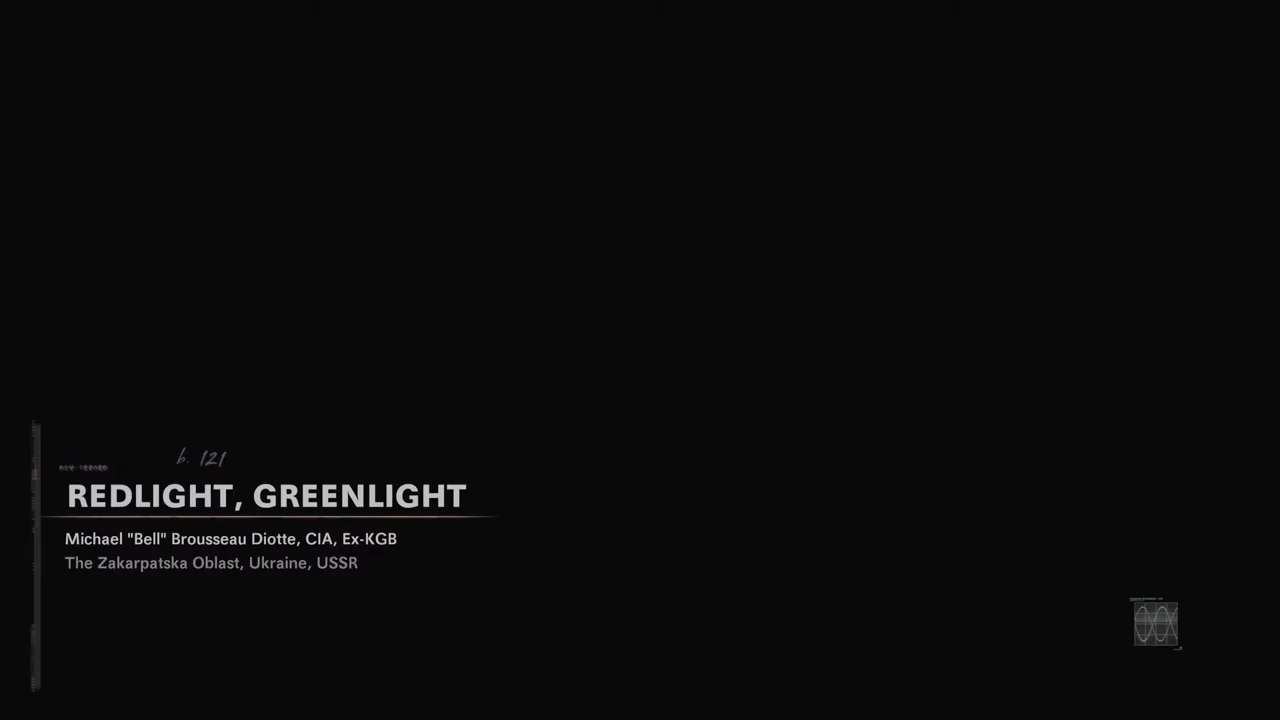 b. 121
REDLIGHT, GREENLIGHT
Michael "Bell" Brousseau Diotte, CIA, Ex-KGB
The Zakarpatska Oblast, Ukraine, USSR